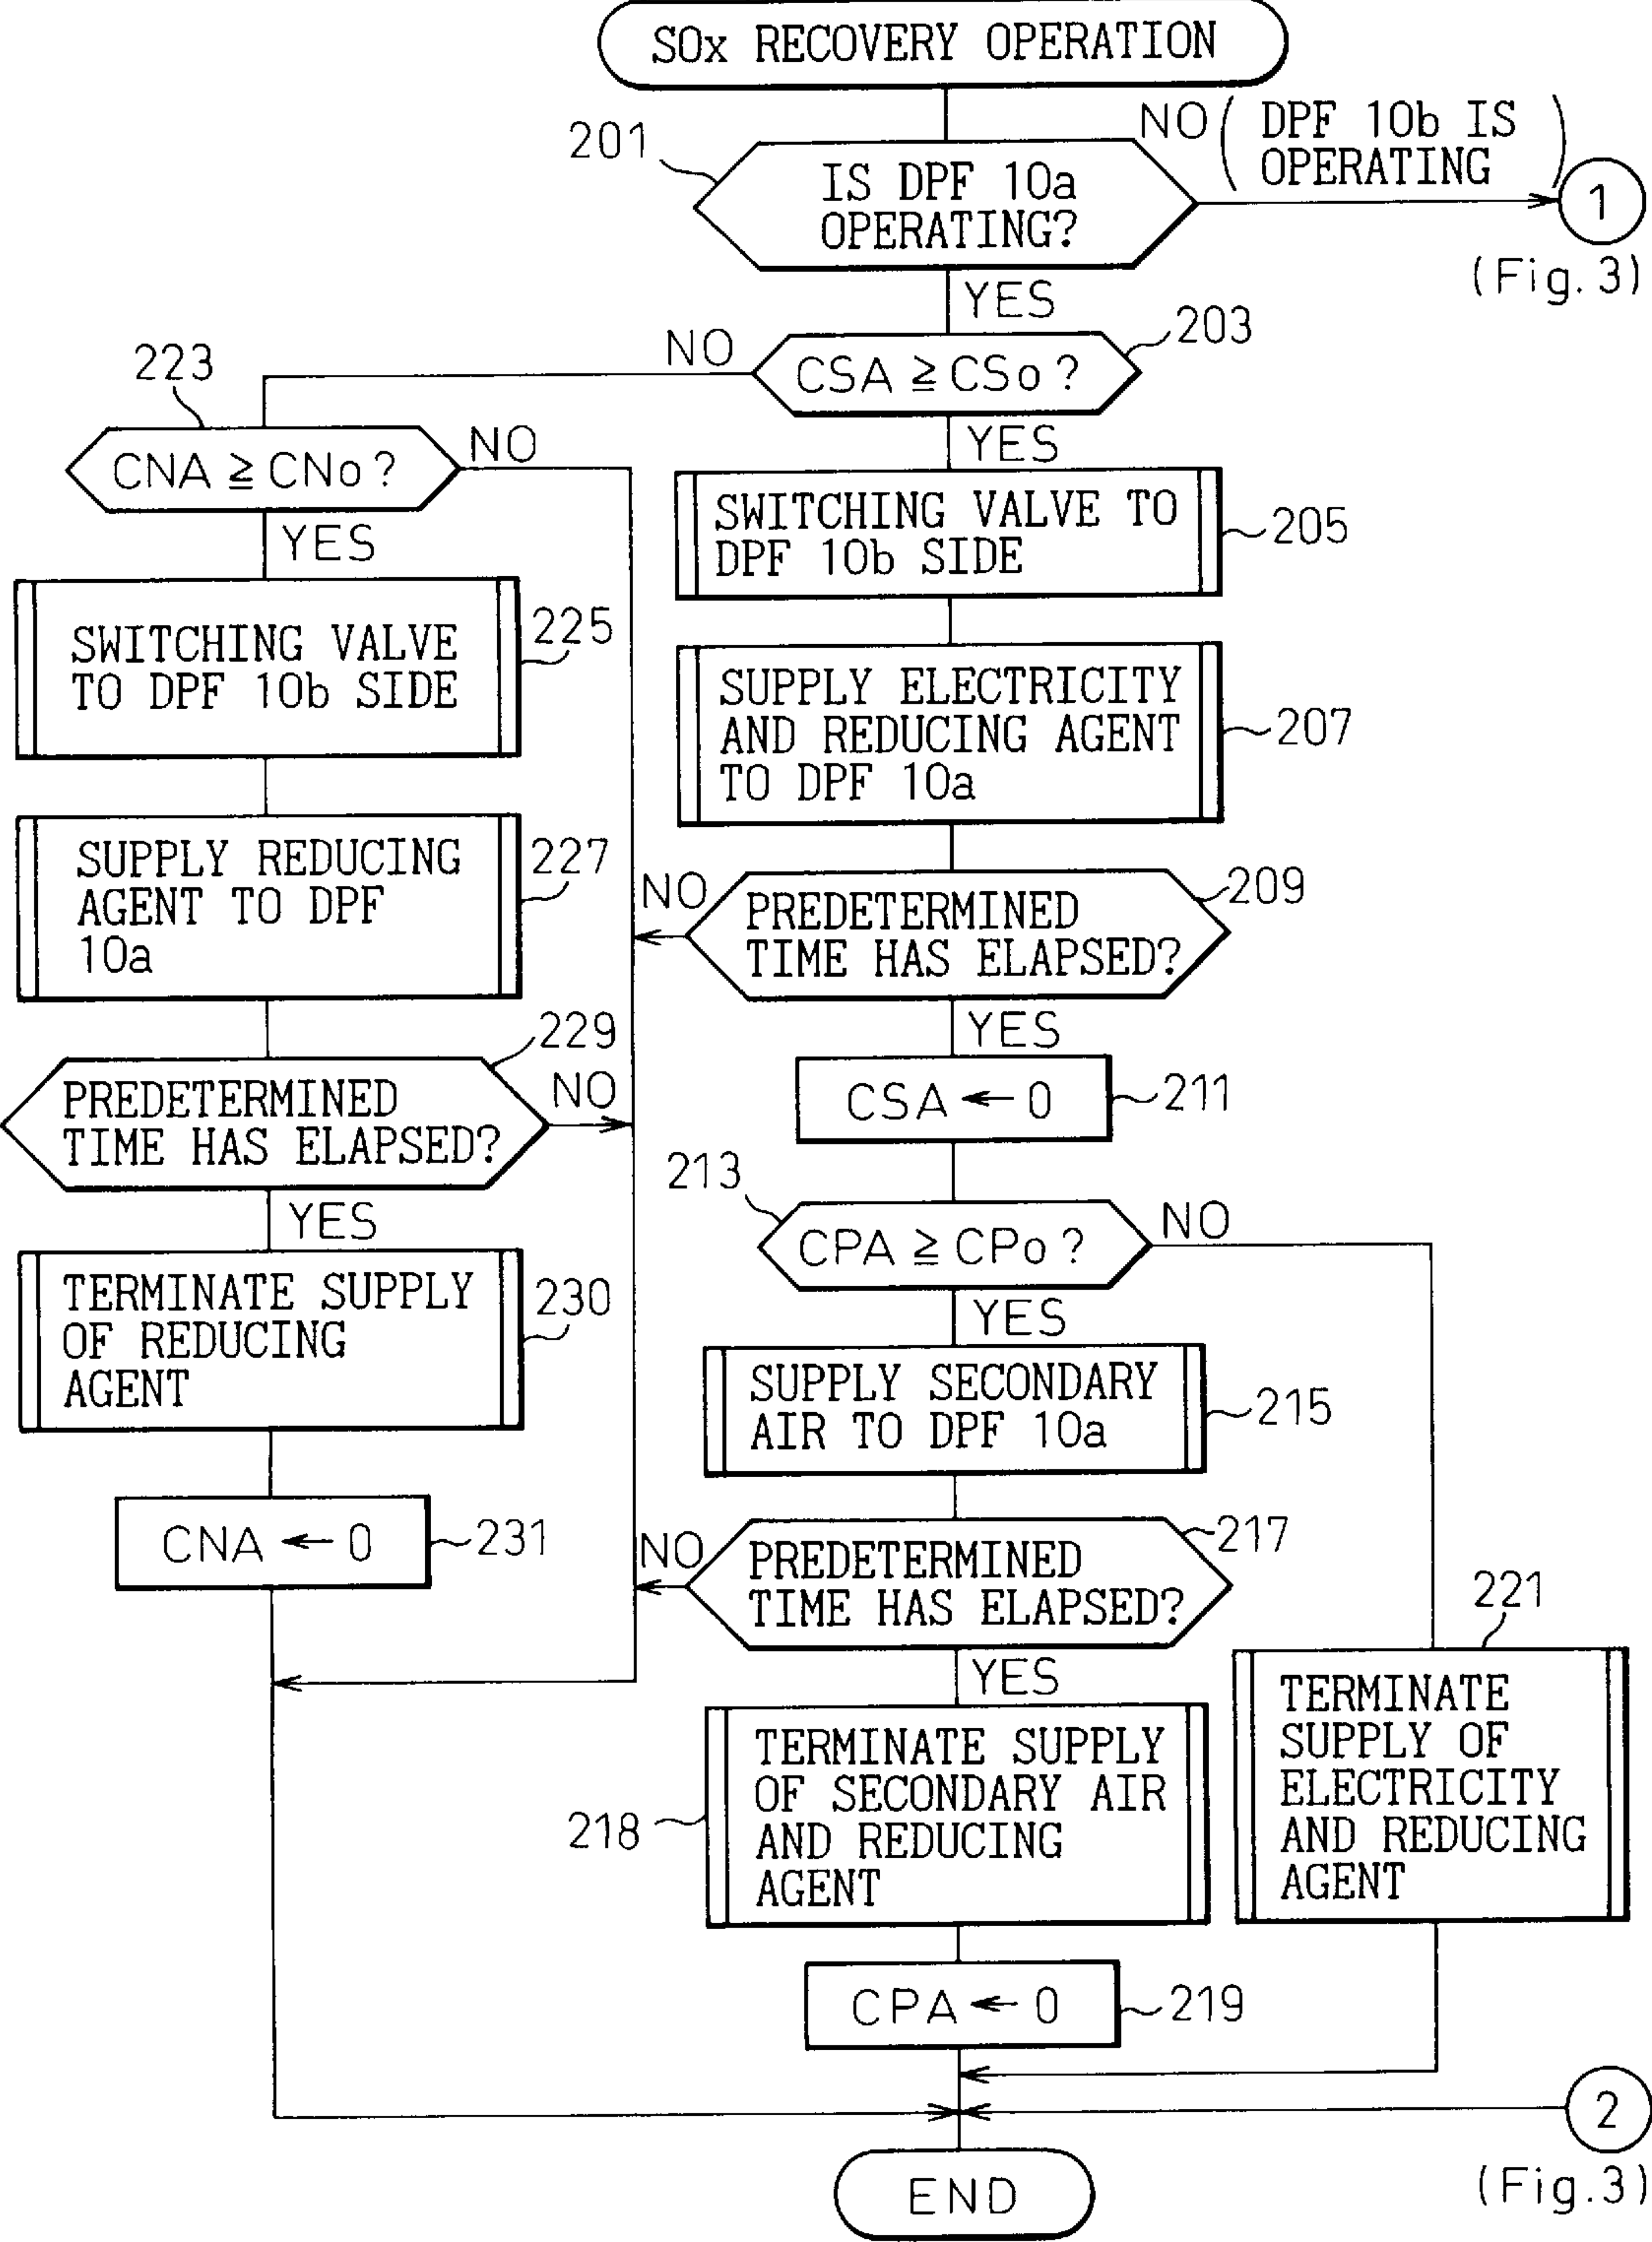 SOx RECOVERY OPERATION
201
IS DPF 10a
OPERATING?
NO ( DPF 10b IS
OPERATING )
1
(Fig.3)
YES
203
CSA ≧ CSo ?
NO
YES
223
CNA ≧ CNo ?
NO
YES
SWITCHING VALVE TO
DPF 10b SIDE
205
SWITCHING VALVE
TO DPF 10b SIDE
225
SUPPLY ELECTRICITY
AND REDUCING AGENT
TO DPF 10a
207
SUPPLY REDUCING
AGENT TO DPF
10a
227
NO
PREDETERMINED
TIME HAS ELAPSED?
209
YES
229
PREDETERMINED
TIME HAS ELAPSED?
NO
YES
CSA ← 0
211
213
CPA ≧ CPo ?
NO
YES
TERMINATE SUPPLY
OF REDUCING
AGENT
230
SUPPLY SECONDARY
AIR TO DPF 10a
215
CNA ← 0
231
NO
PREDETERMINED
TIME HAS ELAPSED?
217
YES
221
TERMINATE
SUPPLY OF
ELECTRICITY
AND REDUCING
AGENT
218
TERMINATE SUPPLY
OF SECONDARY AIR
AND REDUCING
AGENT
CPA ← 0
219
2
(Fig.3)
END